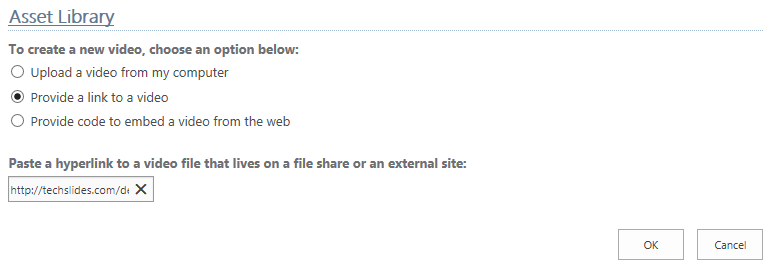 Asset Library
To create a new video, choose an option below:
Upload a video from my computer
Provide a link to a video
Provide code to embed a video from the web
Paste a hyperlink to a video file that lives on a file share or an external site:
http://techslides.com/de
OK Cancel